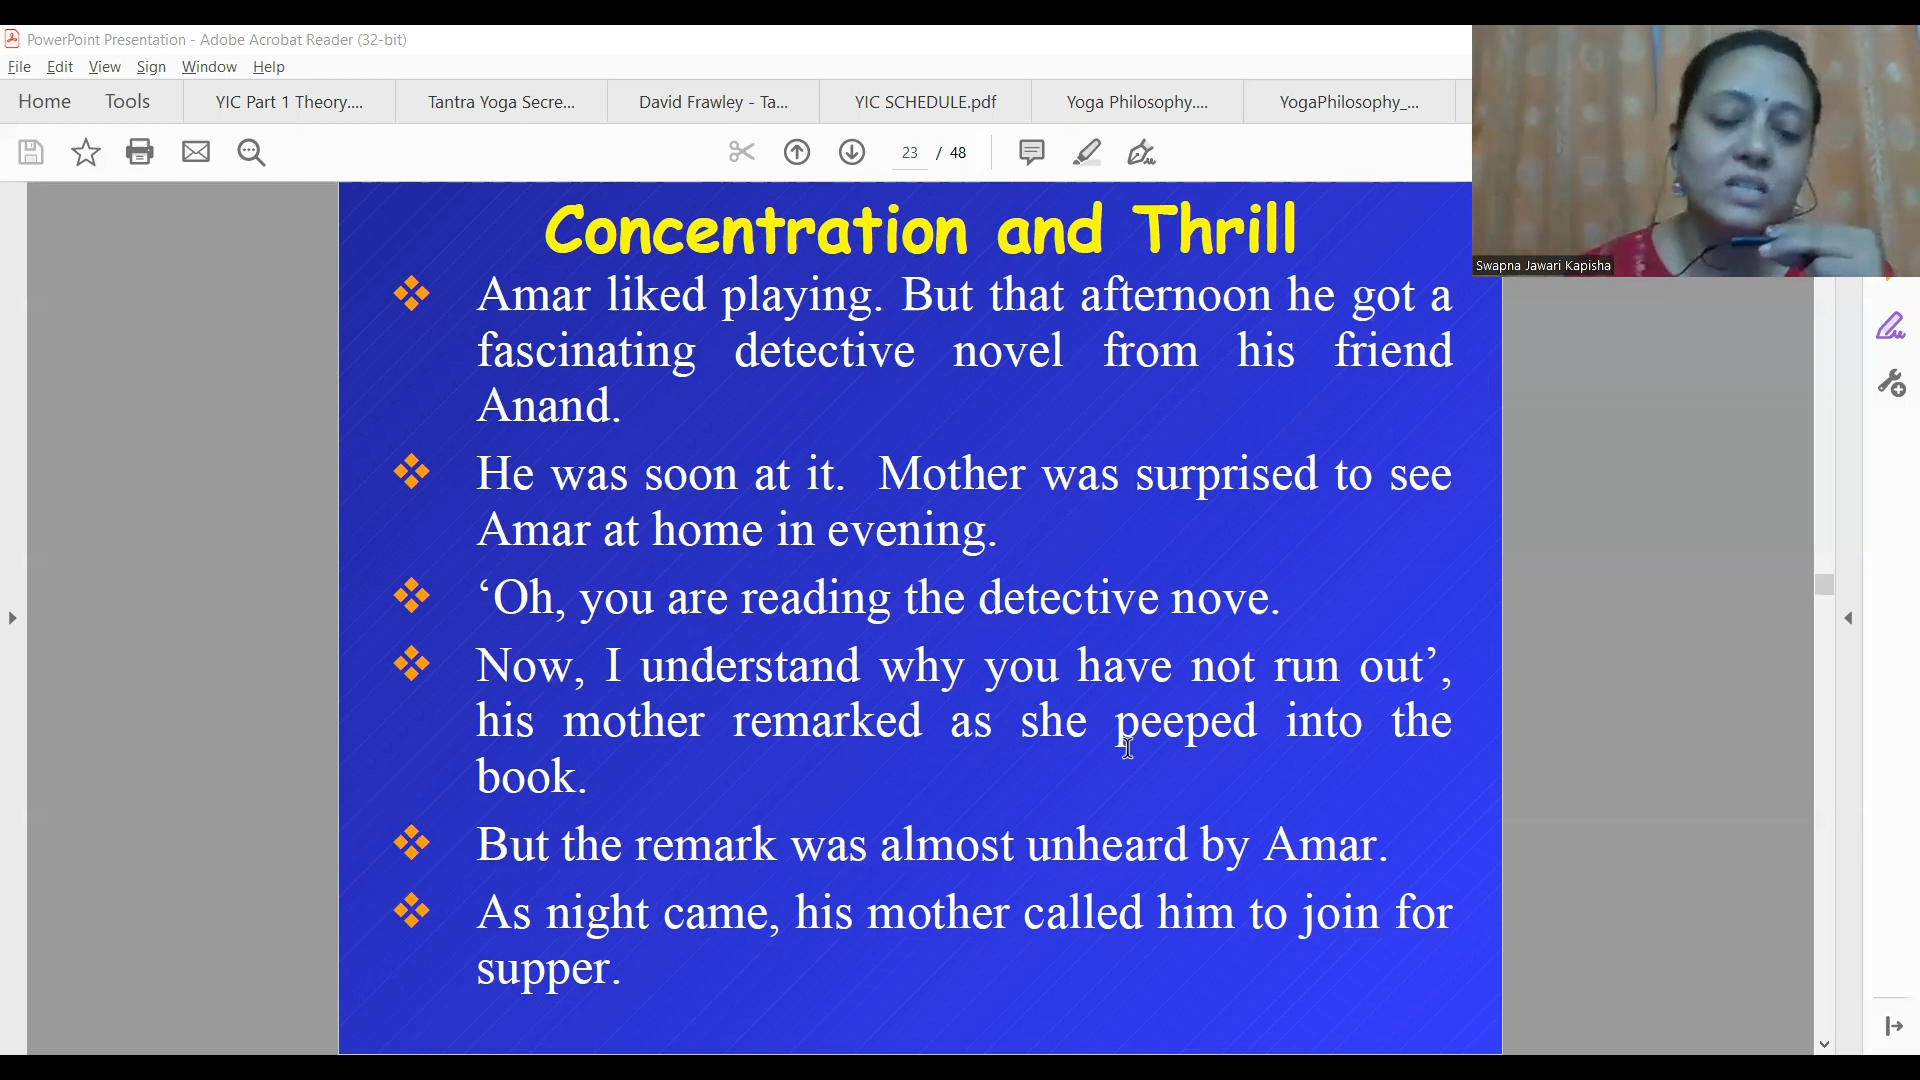 PowerPoint Presentation - Adobe Acrobat Reader (32-bit)
File Edit View Sign Window Help
Home Tools YIC Part 1 Theory.... Tantra Yoga Secre... David Frawley - Ta... YIC SCHEDULE.pdf Yoga Philosophy.... YogaPhilosophy_...
23 / 48
Swapna Jawari Kapisha
Concentration and Thrill
Amar liked playing. But that afternoon he got a
fascinating detective novel from his friend
Anand.
He was soon at it. Mother was surprised to see
Amar at home in evening.
‘Oh, you are reading the detective nove.
Now, I understand why you have not run out’,
his mother remarked as she peeped into the
book.
But the remark was almost unheard by Amar.
As night came, his mother called him to join for
supper.